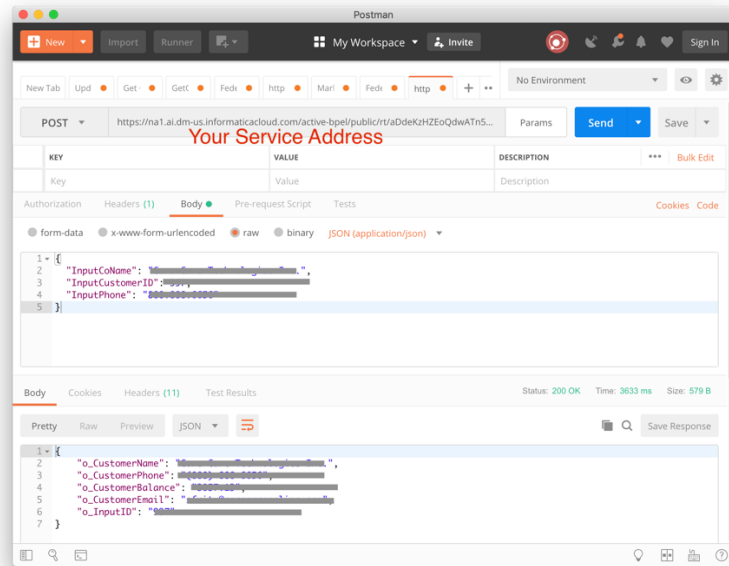 Postman
New
Import
Runner
My Workspace
Invite
Sign In
New Tab
Upd
Get
GetC
Fede
http
Mark
Fede
http
No Environment
POST
https://na1.ai.dm-us.informaticacloud.com/active-bpel/public/rt/aDdeKzHZEoQdwATn5...
Params
Send
Save
Your Service Address
KEY VALUE DESCRIPTION ••• Bulk Edit
Key Value Description
Authorization Headers (1) Body Pre-request Script Tests Cookies Code
form-data x-www-form-urlencoded raw binary JSON (application/json)
1 {
2 "InputCoName": ",
3 "InputCustomerID":
4 "InputPhone": "
5 }
Body Cookies Headers (11) Test Results Status: 200 OK Time: 3633 ms Size: 579 B
Pretty Raw Preview JSON Save Response
1 {
2 "o_CustomerName": ",
3 "o_CustomerPhone":
4 "o_CustomerBalance":
5 "o_CustomerEmail":
6 "o_InputID":
7 }